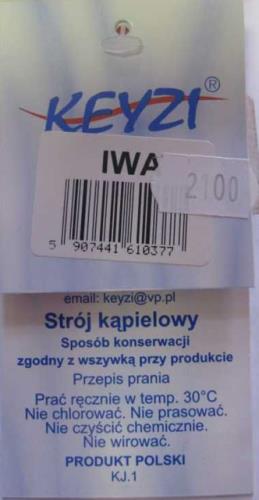 KEYZI®
IWA
2100
5 907441 610377
email: keyzi@vp.pl
Strój kąpielowy
Sposób konserwacji
zgodny z wszywką przy produkcie
Przepis prania
Prać ręcznie w temp. 30°C
Nie chlorować. Nie prasować.
Nie czyścić chemicznie.
Nie wirować.
PRODUKT POLSKI
KJ.1